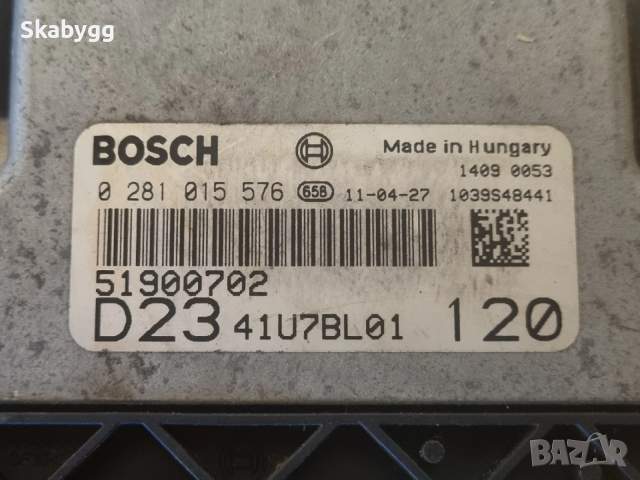 Skabygg
BOSCH
Made in Hungary
1409 0053
0 281 015 576 65B 11-04-27 1039S48441
51900702
D23 41U7BL01 120
BAZAR